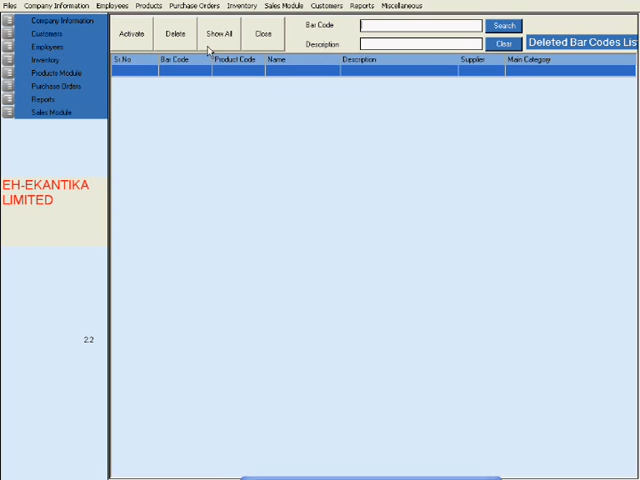 Files Company Information Employees Products Purchase Orders Inventory Sales Module Customers Reports Miscellaneous
Company Information
Customers
Employees
Inventory
Products Module
Purchase Orders
Reports
Sales Module
Activate Delete Show All Close
Bar Code Search
Description Clear
Deleted Bar Codes Lis
Sr.No Bar Code Product Code Name Description Supplier Main Category
EH-EKANTIKA
LIMITED
2.2